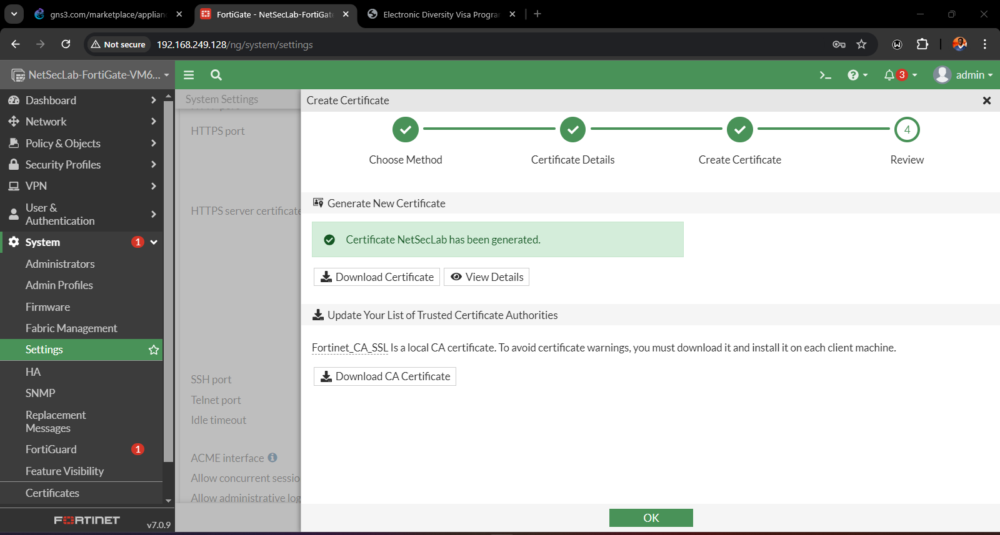 gns3.com/marketplace/applian
FortiGate - NetSecLab-FortiGate
Electronic Diversity Visa Progra
Not secure
192.168.249.128/ng/system/settings
NetSecLab-FortiGate-VM6...
3
admin
Dashboard
Network
Policy & Objects
Security Profiles
VPN
User &
Authentication
System
1
Administrators
Admin Profiles
Firmware
Fabric Management
Settings
HA
SNMP
Replacement
Messages
FortiGuard
1
Feature Visibility
Certificates
FORTINET
v7.0.9
System Settings
HTTPS port
HTTPS server certificate
SSH port
Telnet port
Idle timeout
ACME interface
Allow concurrent sessio
Allow administrative log
Create Certificate
4
Choose Method
Certificate Details
Create Certificate
Review
Generate New Certificate
Certificate NetSecLab has been generated.
Download Certificate
View Details
Update Your List of Trusted Certificate Authorities
Fortinet_CA_SSL Is a local CA certificate. To avoid certificate warnings, you must download it and install it on each client machine.
Download CA Certificate
OK